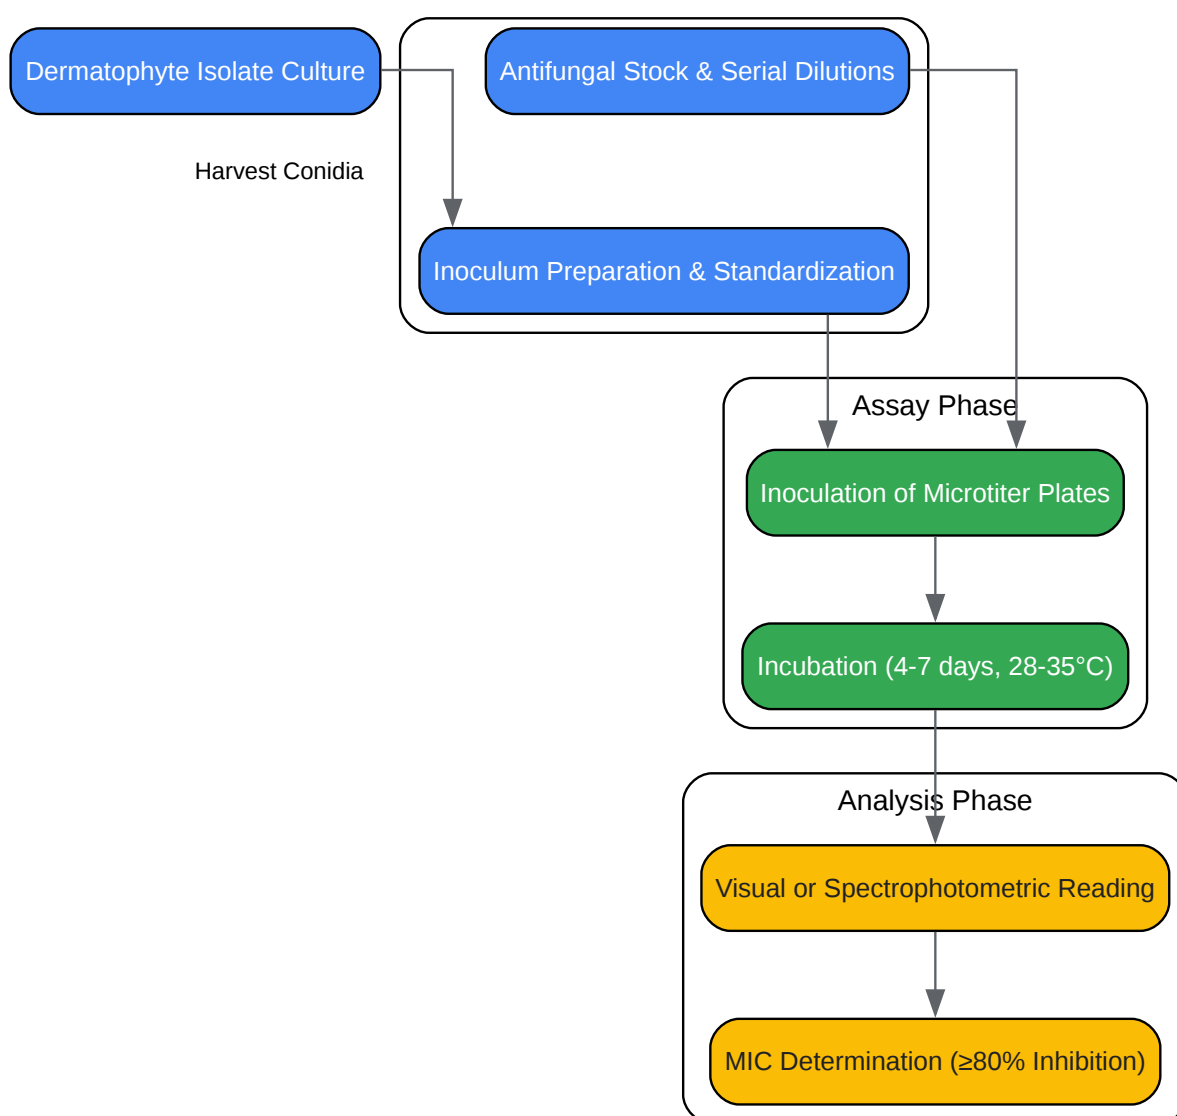 Dermatophyte Isolate Culture
Antifungal Stock & Serial Dilutions
Harvest Conidia
Inoculum Preparation & Standardization
Assay Phase
Inoculation of Microtiter Plates
Incubation (4-7 days, 28-35°C)
Analysis Phase
Visual or Spectrophotometric Reading
MIC Determination (≥80% Inhibition)